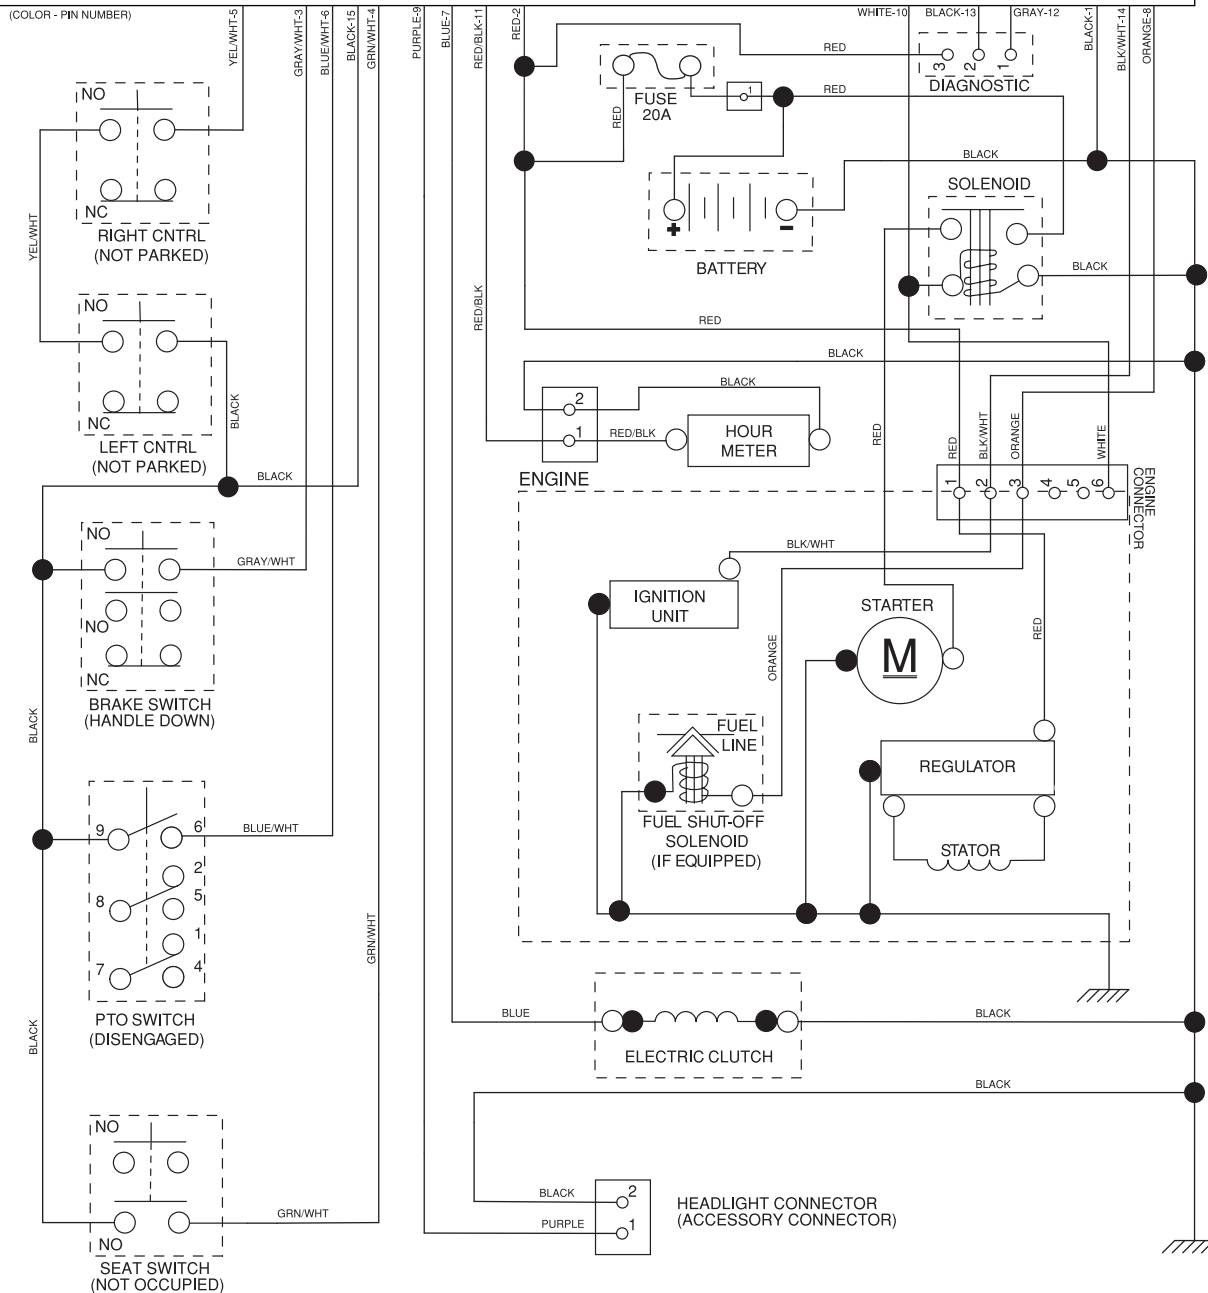 (COLOR - PIN NUMBER)
YEL/WHT-5
GRAY/WHT-3
BLUE/WHT-6
BLACK-15
GRN/WHT-4
PURPLE-9
BLUE-7
RED/BLK-11
RED-2
WHITE-10
BLACK-13
GRAY-12
BLACK-1
BLK/WHT-14
ORANGE-8
NO
NC
RIGHT CNTRL
(NOT PARKED)
YEL/WHT
NO
NC
LEFT CNTRL
(NOT PARKED)
BLACK
BLACK
NO
GRAY/WHT
NO
NC
BRAKE SWITCH
(HANDLE DOWN)
BLACK
9
6
BLUE/WHT
2
8
5
1
7
4
PTO SWITCH
(DISENGAGED)
BLACK
GRN/WHT
NO
GRN/WHT
NO
SEAT SWITCH
(NOT OCCUPIED)
RED
FUSE
20A
RED
1
RED
3
2
1
DIAGNOSTIC
BLACK
+
-
BATTERY
SOLENOID
BLACK
RED/BLK
RED
BLACK
BLACK
2
1
RED/BLK
HOUR
METER
ENGINE
RED
RED
BLK/WHT
ORANGE
WHITE
1
2
3
4
5
6
ENGINE
CONNECTOR
BLK/WHT
IGNITION
UNIT
ORANGE
STARTER
M
RED
FUEL
LINE
FUEL SHUT-OFF
SOLENOID
(IF EQUIPPED)
REGULATOR
STATOR
BLUE
BLACK
ELECTRIC CLUTCH
BLACK
BLACK
2
PURPLE
1
HEADLIGHT CONNECTOR
(ACCESSORY CONNECTOR)